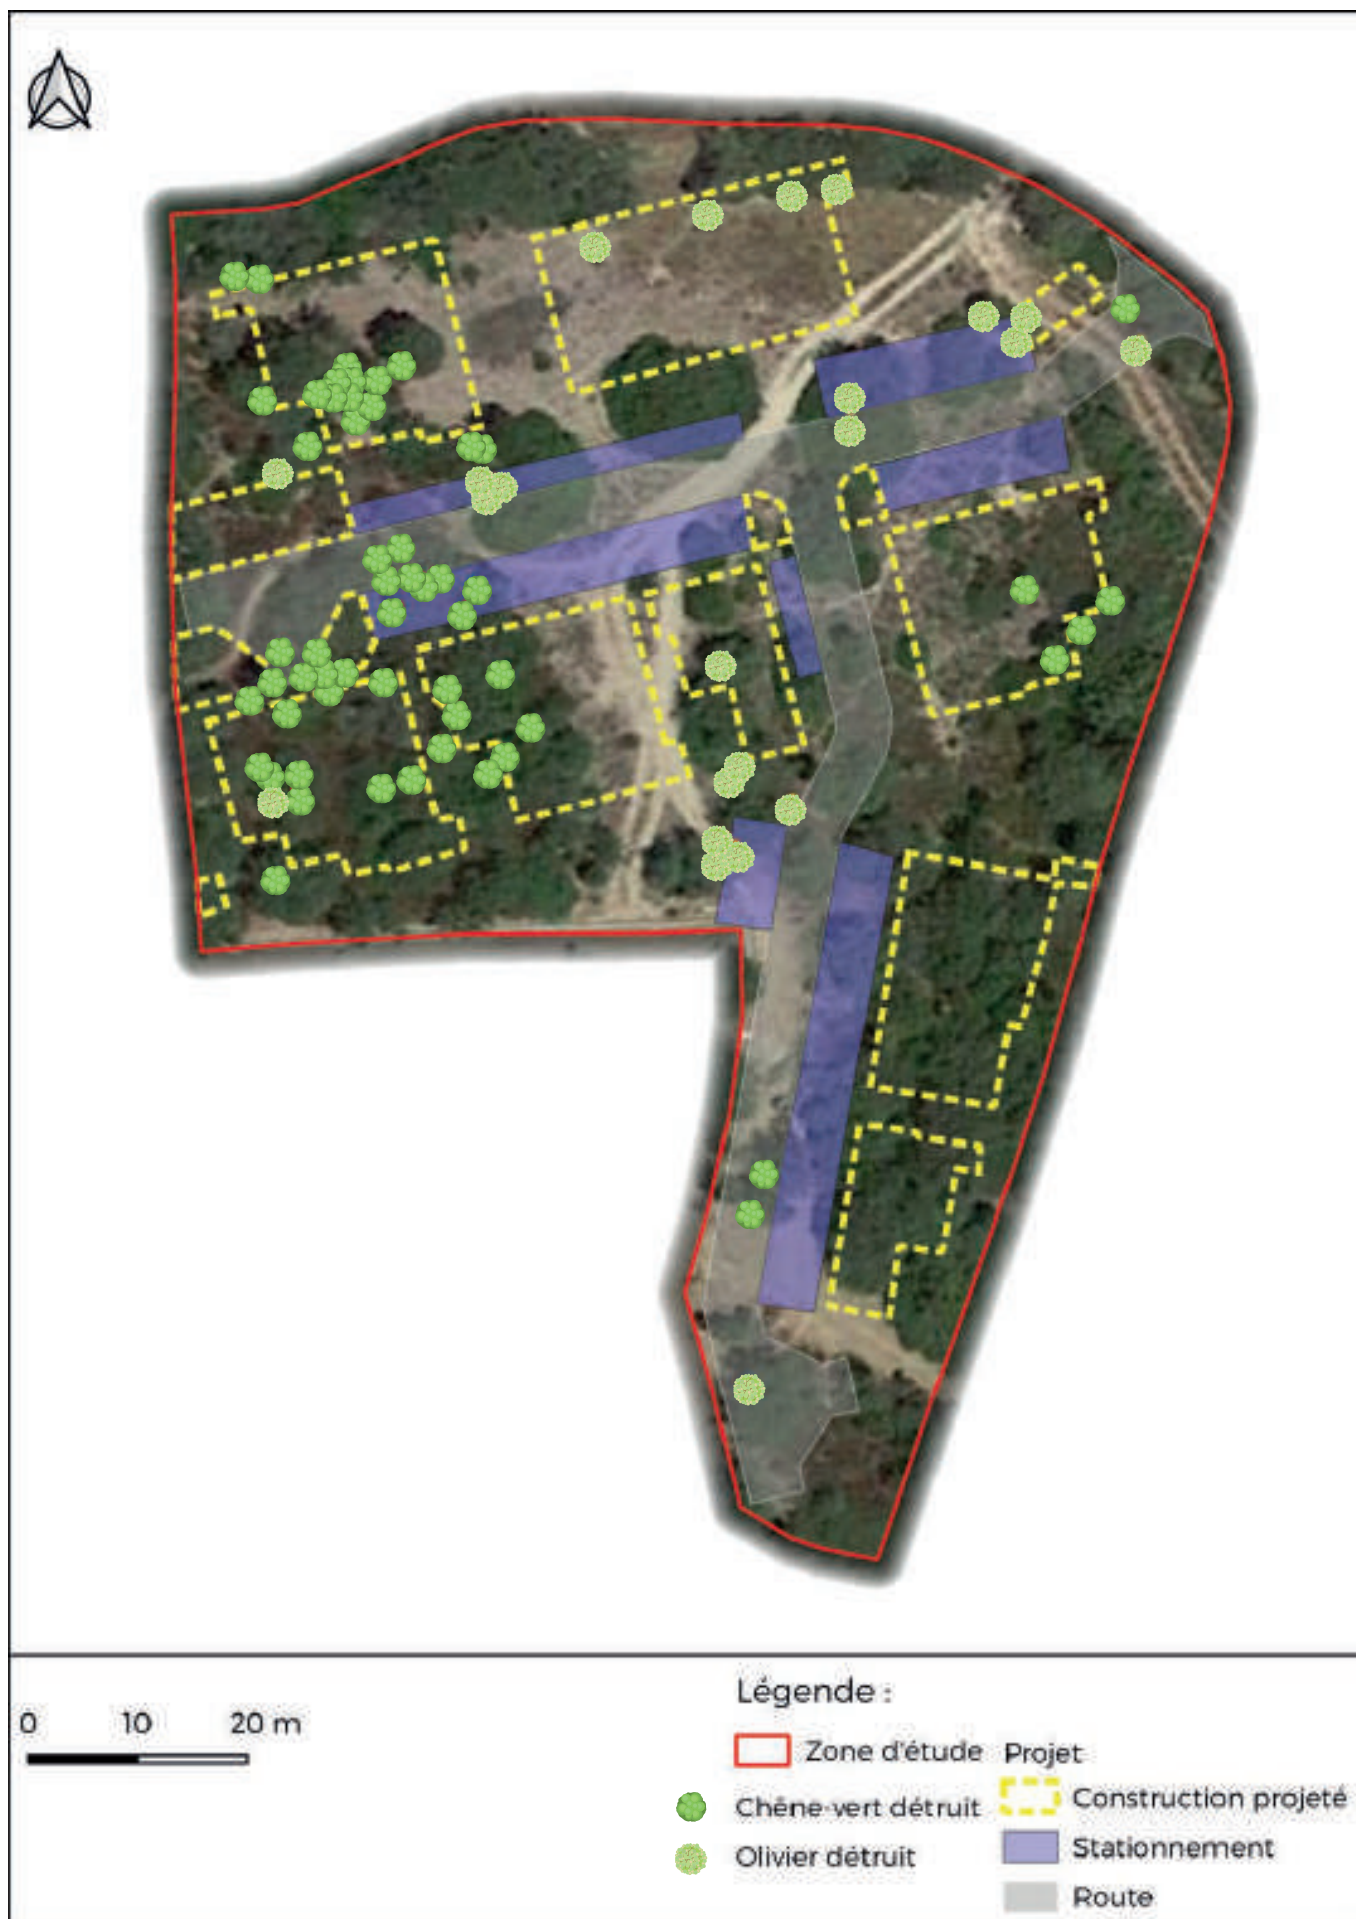 0 10 20 m
Légende :
Zone d'étude
Chêne-vert détruit
Olivier détruit
Projet
Construction projeté
Stationnement
Route